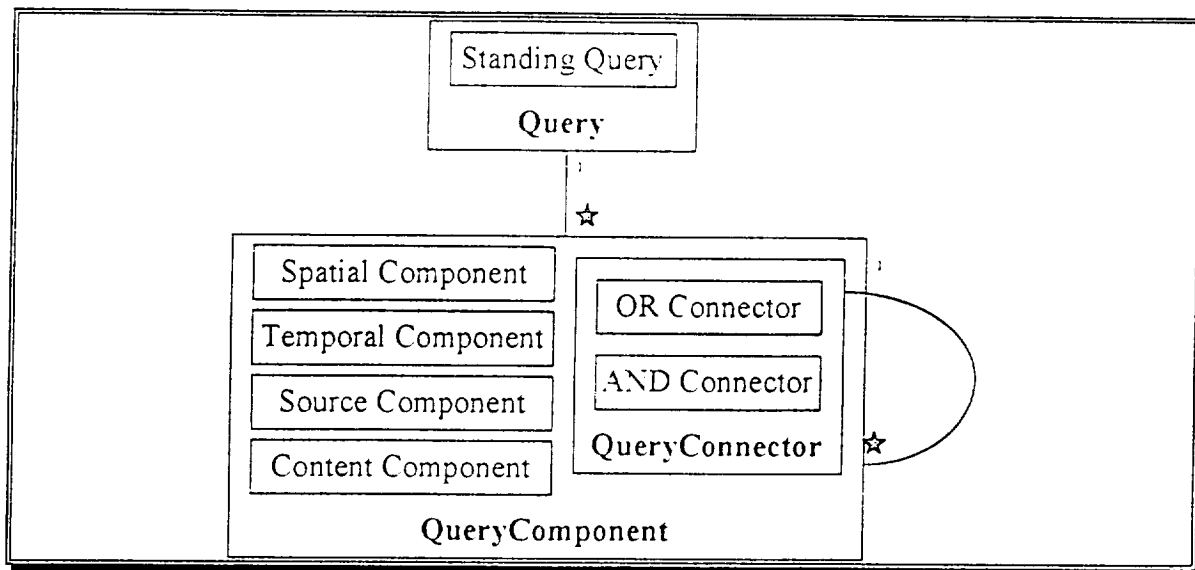 Standing Query
Query
☆
Spatial Component
Temporal Component
Source Component
Content Component
OR Connector
AND Connector
QueryConnector
☆
QueryComponent